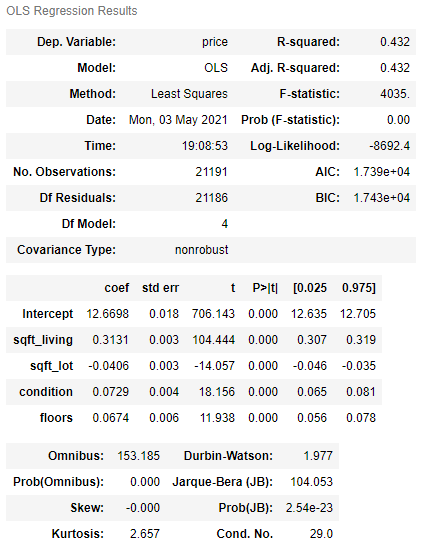 OLS Regression Results
Dep. Variable: price R-squared: 0.432
Model: OLS Adj. R-squared: 0.432
Method: Least Squares F-statistic: 4035.
Date: Mon, 03 May 2021 Prob (F-statistic): 0.00
Time: 19:08:53 Log-Likelihood: -8692.4
No. Observations: 21191 AIC: 1.739e+04
Df Residuals: 21186 BIC: 1.743e+04
Df Model: 4
Covariance Type: nonrobust
coef std err t P>|t| [0.025 0.975]
Intercept 12.6698 0.018 706.143 0.000 12.635 12.705
sqft_living 0.3131 0.003 104.444 0.000 0.307 0.319
sqft_lot -0.0406 0.003 -14.057 0.000 -0.046 -0.035
condition 0.0729 0.004 18.156 0.000 0.065 0.081
floors 0.0674 0.006 11.938 0.000 0.056 0.078
Omnibus: 153.185 Durbin-Watson: 1.977
Prob(Omnibus): 0.000 Jarque-Bera (JB): 104.053
Skew: -0.000 Prob(JB): 2.54e-23
Kurtosis: 2.657 Cond. No. 29.0